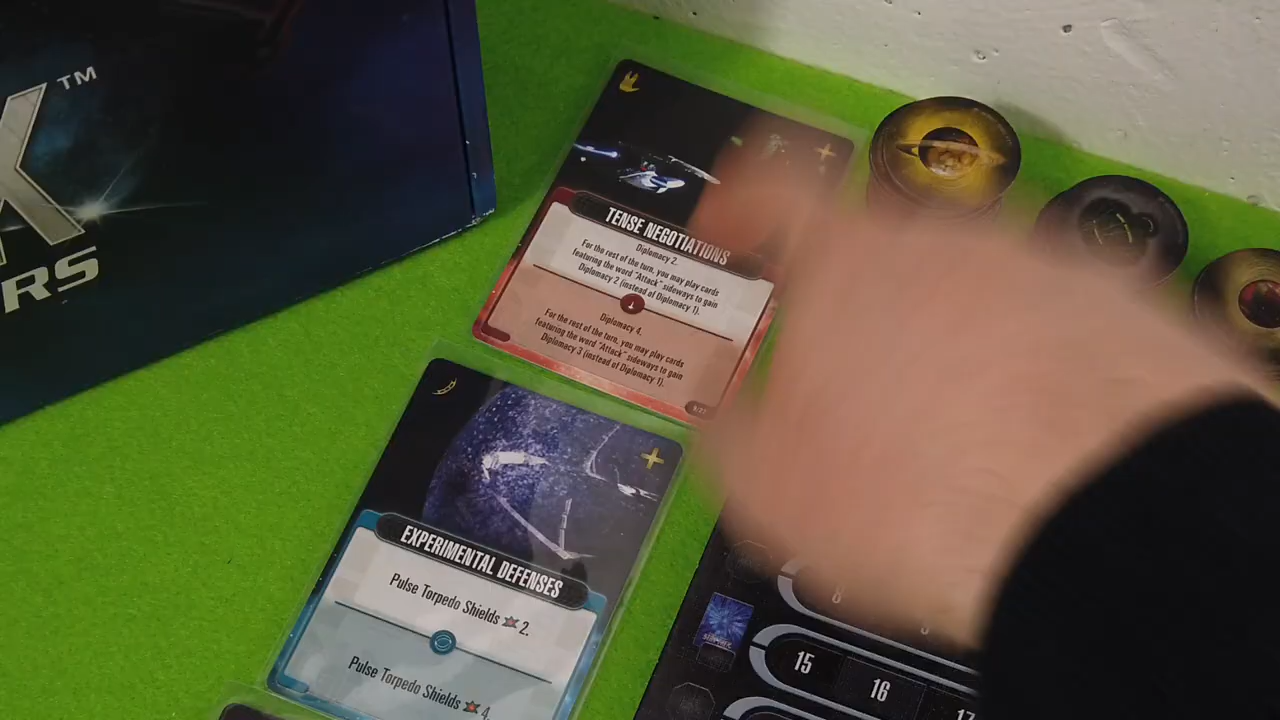 TM
RS
TENSE NEGOTIATIONS
Diplomacy 2.
For the rest of the turn, you may play cards
featuring the word "Attack" sideways to gain
Diplomacy 2 (instead of Diplomacy 1).
Diplomacy 4.
For the rest of the turn, you may play cards
featuring the word "Attack" sideways to gain
Diplomacy 3 (instead of Diplomacy 1).
EXPERIMENTAL DEFENSES
Pulse Torpedo Shields 2.
Pulse Torpedo Shields 4.
8
15 16 17